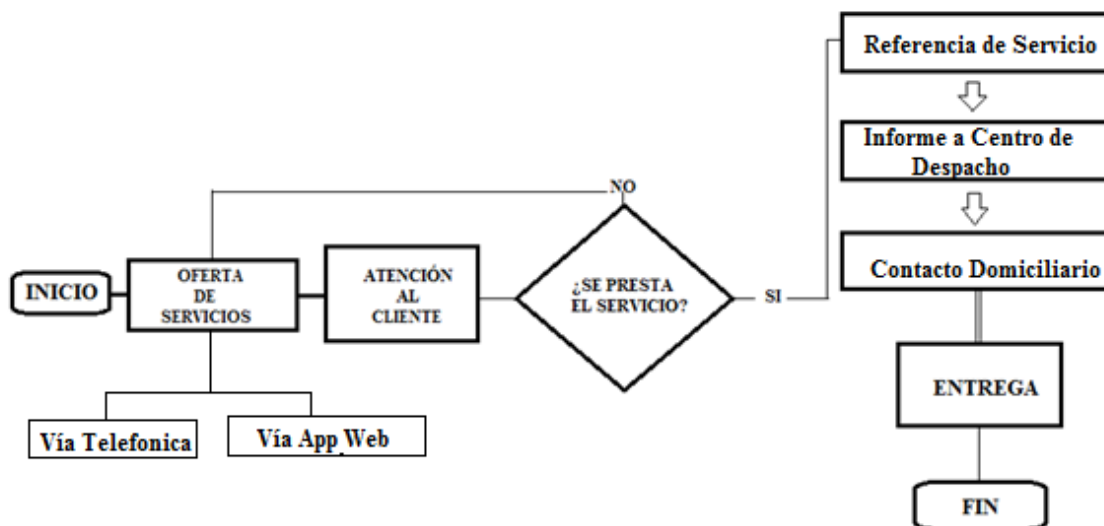 INICIO
OFERTA
DE
SERVICIOS
Vía Telefonica
Vía App Web
ATENCIÓN
AL
CLIENTE
¿SE PRESTA
EL SERVICIO?
NO
SI
Referencia de Servicio
Informe a Centro de
Despacho
Contacto Domiciliario
ENTREGA
FIN